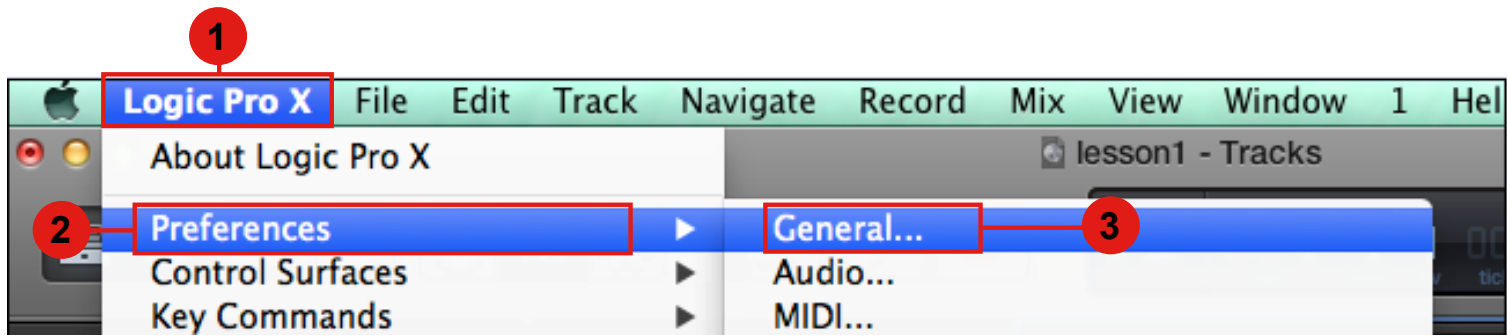 1
Logic Pro X File Edit Track Navigate Record Mix View Window 1 Hel
About Logic Pro X
lesson1 - Tracks
2
Preferences
General...
3
Control Surfaces
Audio...
Key Commands
MIDI...